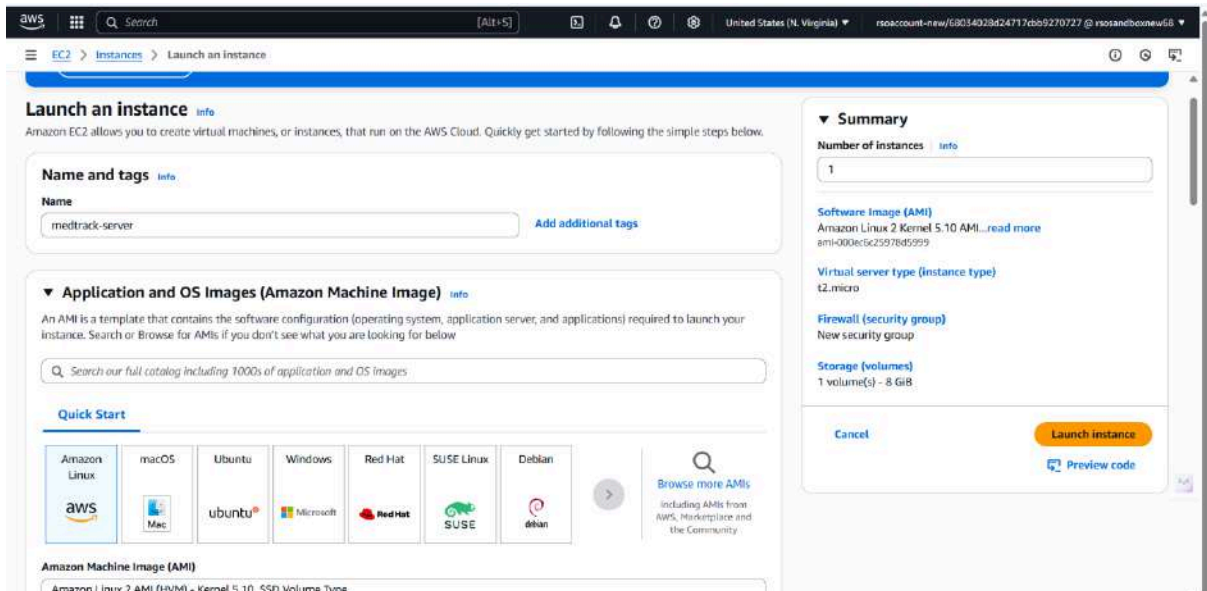 aws
Search
[Alt+S]
United States (N. Virginia) ▼
rsoaccount-new/68034028d24717cbb9270727 @ rsosandboxnew68 ▼
EC2 > Instances > Launch an instance
Launch an instance Info
Amazon EC2 allows you to create virtual machines, or instances, that run on the AWS Cloud. Quickly get started by following the simple steps below.
Name and tags Info
Name
medtrack-server
Add additional tags
▼ Application and OS Images (Amazon Machine Image) Info
An AMI is a template that contains the software configuration (operating system, application server, and applications) required to launch your
instance. Search or Browse for AMIs if you don't see what you are looking for
below
Search our full catalog including 1000s of application and OS images
Quick Start
Amazon
Linux
aws
macOS
Mac
Ubuntu
ubuntu
Windows
Microsoft
Red Hat
Red Hat
SUSE Linux
SUSE
Debian
debian
Browse more AMIs
Including AMIs from
AWS, Marketplace and
the Community
Amazon Machine Image (AMI)
Amazon Linux 2 AMI (HVM) - Kernel 5.10, SSD Volume Type
▼ Summary
Number of instances Info
1
Software Image (AMI)
Amazon Linux 2 Kernel 5.10 AMI...read more
ami-000ec6c25978d5999
Virtual server type (instance type)
t2.micro
Firewall (security group)
New security group
Storage (volumes)
1 volume(s) - 8 GiB
Cancel
Launch instance
Preview code